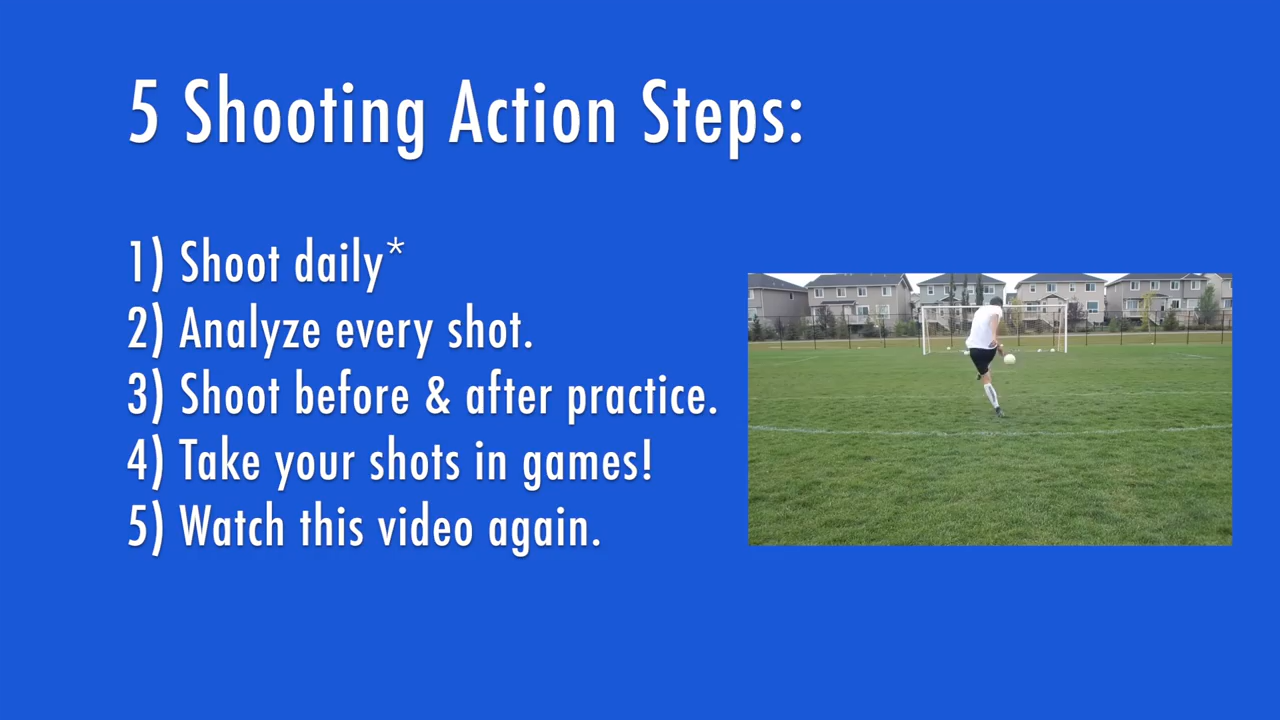 5 Shooting Action Steps:
1) Shoot daily*
2) Analyze every shot.
3) Shoot before & after practice.
4) Take your shots in games!
5) Watch this video again.